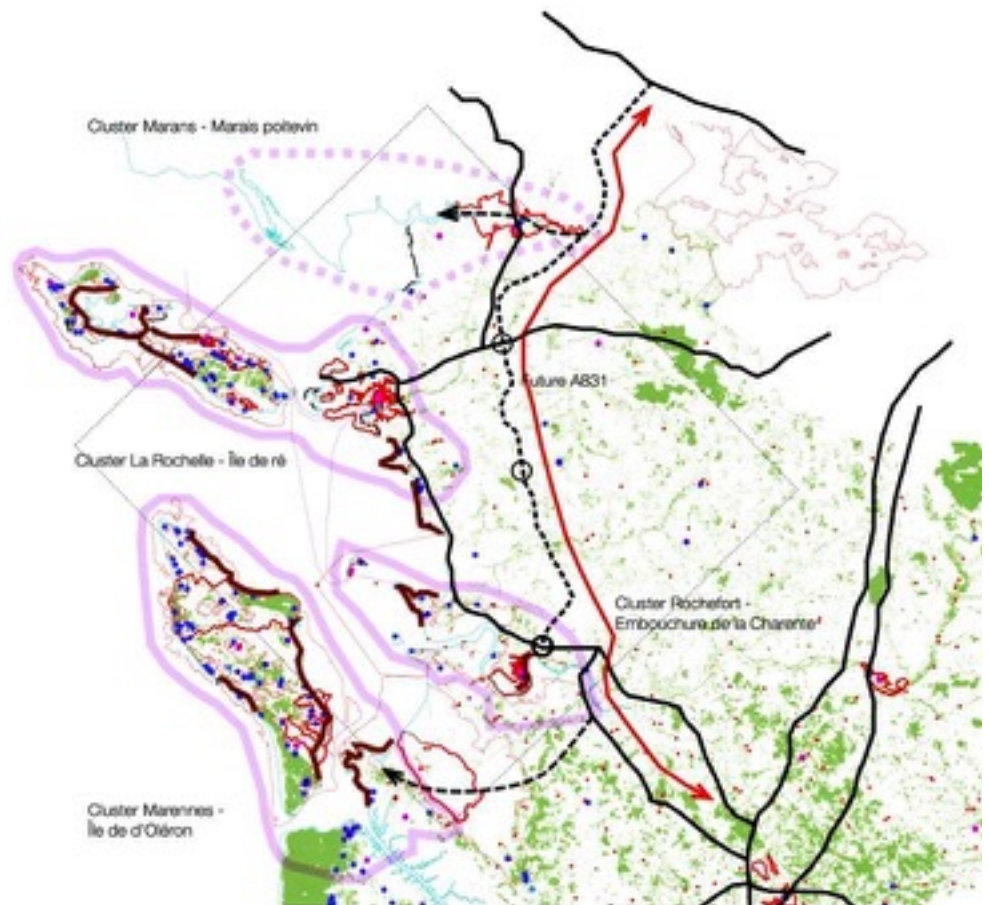 Cluster Marans - Marais poitevin
Future A831
Cluster La Rochelle - Île de ré
Cluster Rochefort -
Embouchure de la Charente
Cluster Marennes -
Île de d'Oléron